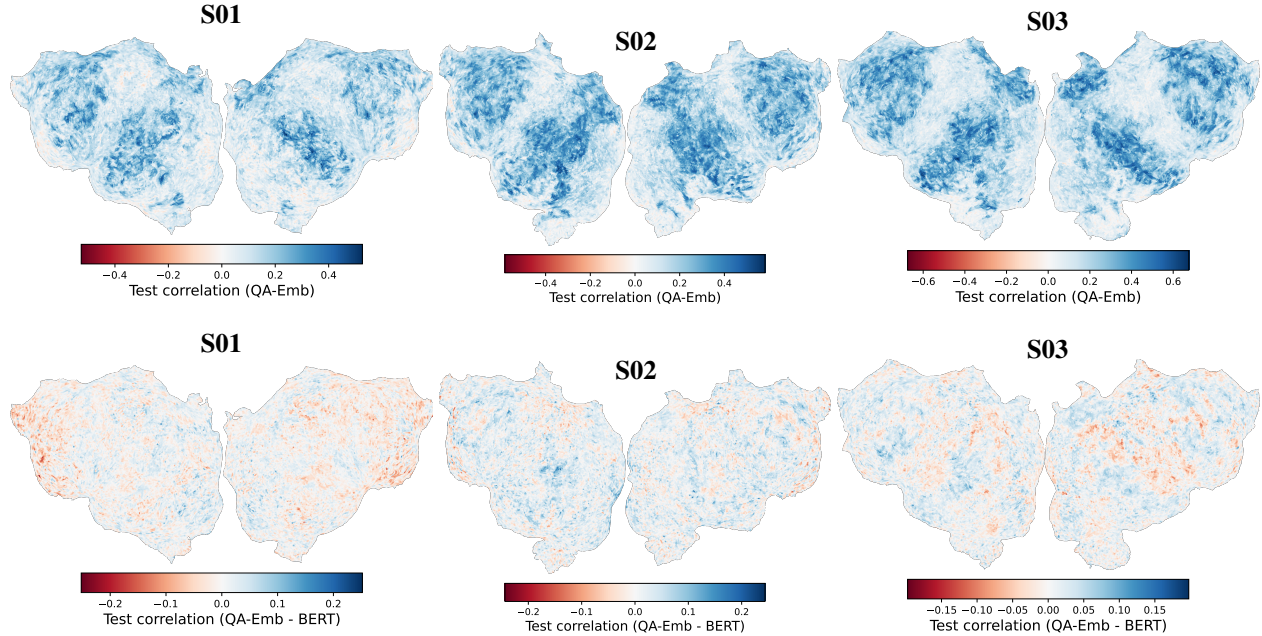 S01
S02
S03
−0.4 −0.2 0.0 0.2 0.4
Test correlation (QA-Emb)
−0.4 −0.2 0.0 0.2 0.4
Test correlation (QA-Emb)
−0.6 −0.4 −0.2 0.0 0.2 0.4 0.6
Test correlation (QA-Emb)
S01
S02
S03
−0.2 −0.1 0.0 0.1 0.2
Test correlation (QA-Emb - BERT)
−0.2 −0.1 0.0 0.1 0.2
Test correlation (QA-Emb - BERT)
−0.15 −0.10 −0.05 0.00 0.05 0.10 0.15
Test correlation (QA-Emb - BERT)